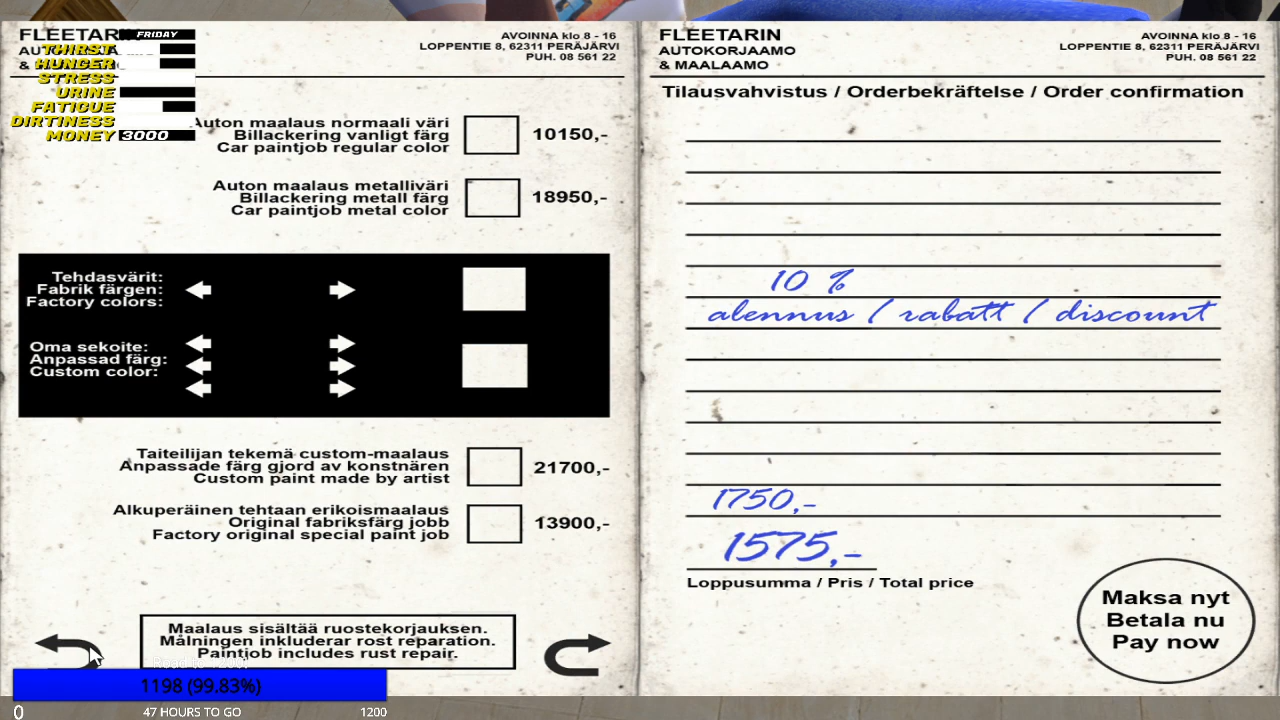 FLEETARIN
AUTOKORJAAMO
& MAALAAMO
AVOINNA klo 8 - 16
LOPPENTIE 8, 62311 PERÄJÄRVI
PUH. 08 561 22
FRIDAY
THIRST
HUNGER
STRESS
URINE
FATIGUE
DIRTINESS
MONEY 3000
Auton maalaus normaali väri
Billackering vanligt färg
Car paintjob regular color
10150,-
Auton maalaus metalliväri
Billackering metall färg
Car paintjob metal color
18950,-
Tehdasvärit:
Fabrik färgen:
Factory colors:
Oma sekoite:
Anpassad färg:
Custom color:
Taiteilijan tekemä custom-maalaus
Anpassade färg gjord av konstnären
Custom paint made by artist
21700,-
Alkuperäinen tehtaan erikoismaalaus
Original fabriksfärg jobb
Factory original special paint job
13900,-
Maalaus sisältää ruostekorjauksen.
Målningen inkluderar rost reparation.
Paintjob includes rust repair.
1198 (99.83%)
0
47 HOURS TO GO
1200
FLEETARIN
AUTOKORJAAMO
& MAALAAMO
AVOINNA klo 8 - 16
LOPPENTIE 8, 62311 PERÄJÄRVI
PUH. 08 561 22
Tilausvahvistus / Orderbekräftelse / Order confirmation
10 %
alennus / rabatt / discount
1750,-
1575,-
Loppusumma / Pris / Total price
Maksa nyt
Betala nu
Pay now